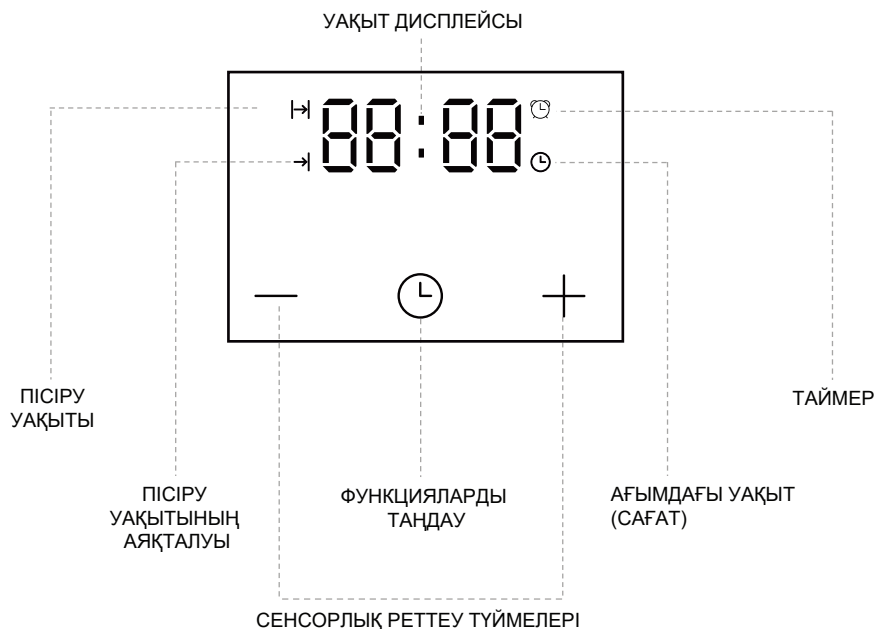 УАҚЫТ ДИСПЛЕЙСЫ
88:88
ПІСІРУ
УАҚЫТЫ
ТАЙМЕР
ПІСІРУ
УАҚЫТЫНЫҢ
АЯҚТАЛУЫ
ФУНКЦИЯЛАРДЫ
ТАҢДАУ
АҒЫМДАҒЫ УАҚЫТ
(САҒАТ)
СЕНСОРЛЫҚ РЕТТЕУ ТҮЙМЕЛЕРІ